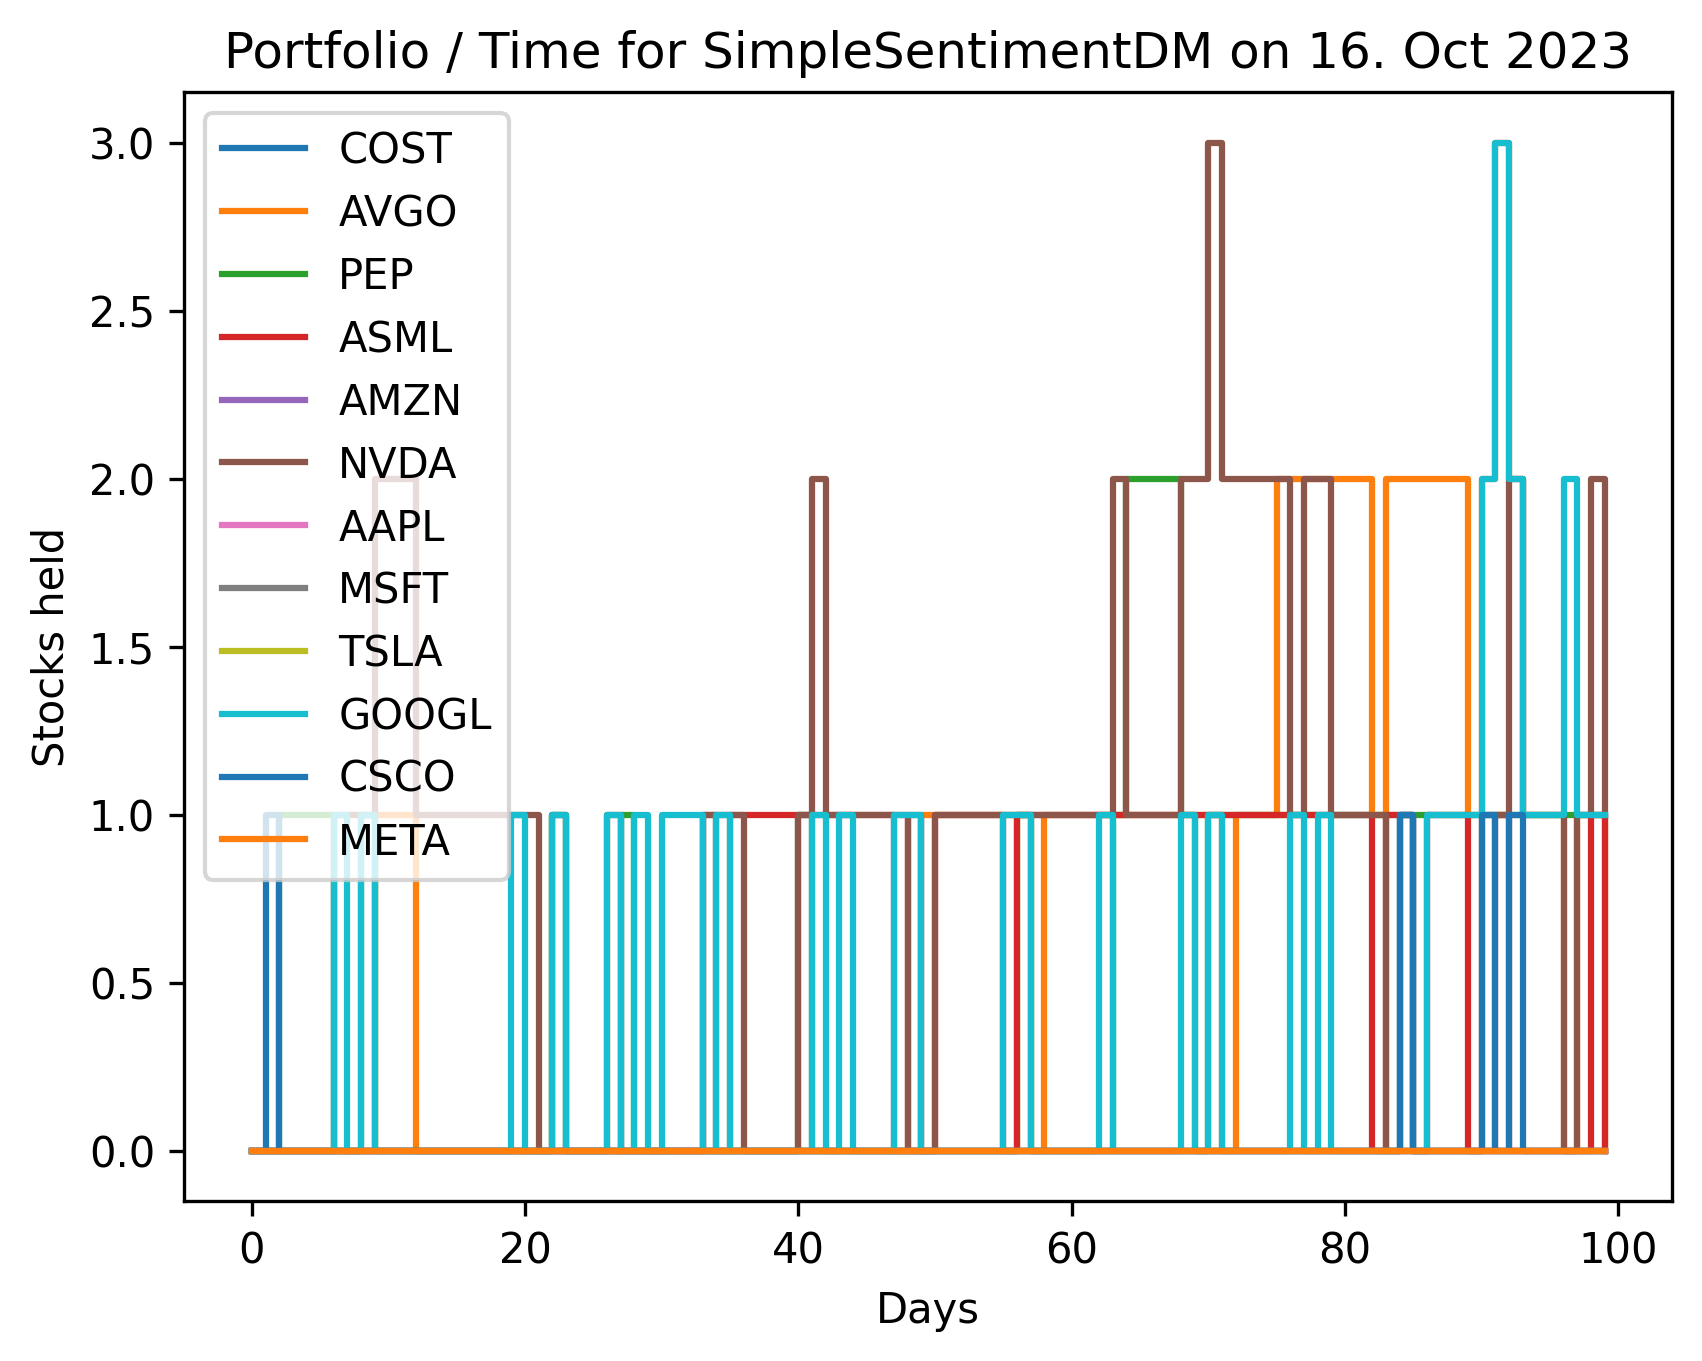 Portfolio / Time for SimpleSentimentDM on 16. Oct 2023
COST
AVGO
PEP
ASML
AMZN
NVDA
AAPL
MSFT
TSLA
GOOGL
CSCO
META
3.0
2.5
2.0
1.5
1.0
0.5
0.0
Stocks held
0 20 40 60 80 100
Days